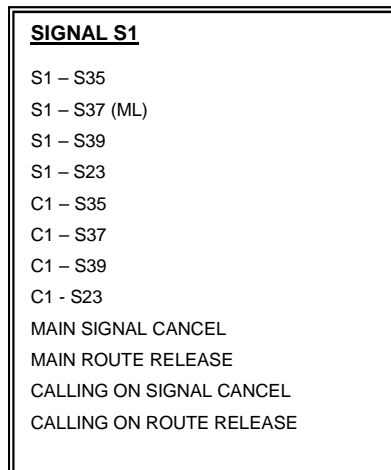 SIGNAL S1
S1 – S35
S1 – S37 (ML)
S1 – S39
S1 – S23
C1 – S35
C1 – S37
C1 – S39
C1 - S23
MAIN SIGNAL CANCEL
MAIN ROUTE RELEASE
CALLING ON SIGNAL CANCEL
CALLING ON ROUTE RELEASE